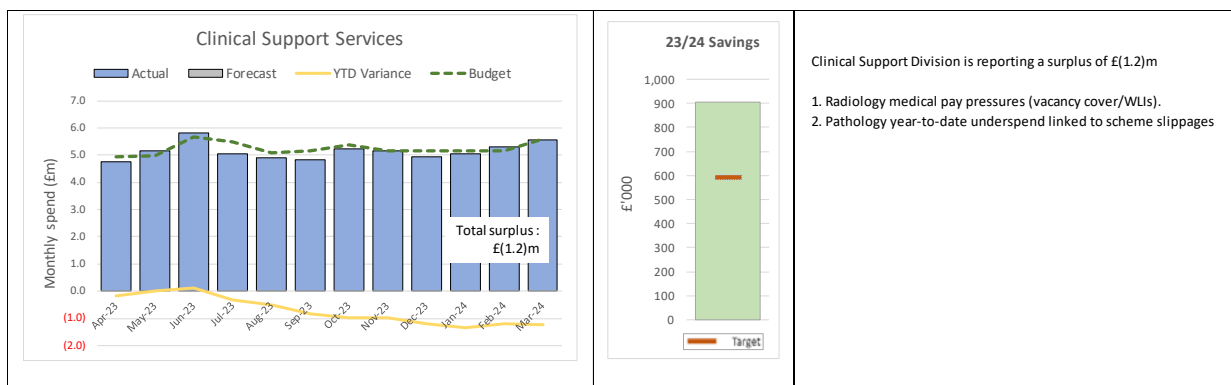 Clinical Support Services
Actual
Forecast
YTD Variance
Budget
Monthly spend (£m)
7.0
6.0
5.0
4.0
3.0
2.0
1.0
0.0
(1.0)
(2.0)
Apr-23
May-23
Jun-23
Jul-23
Aug-23
Sep-23
Oct-23
Nov-23
Dec-23
Jan-24
Feb-24
Mar-24
Total surplus :
£(1.2)m
23/24 Savings
£'000
1,000
900
800
700
600
500
400
300
200
100
0
Target
Clinical Support Division is reporting a surplus of £(1.2)m
1. Radiology medical pay pressures (vacancy cover/WLIs).
2. Pathology year-to-date underspend linked to scheme slippages